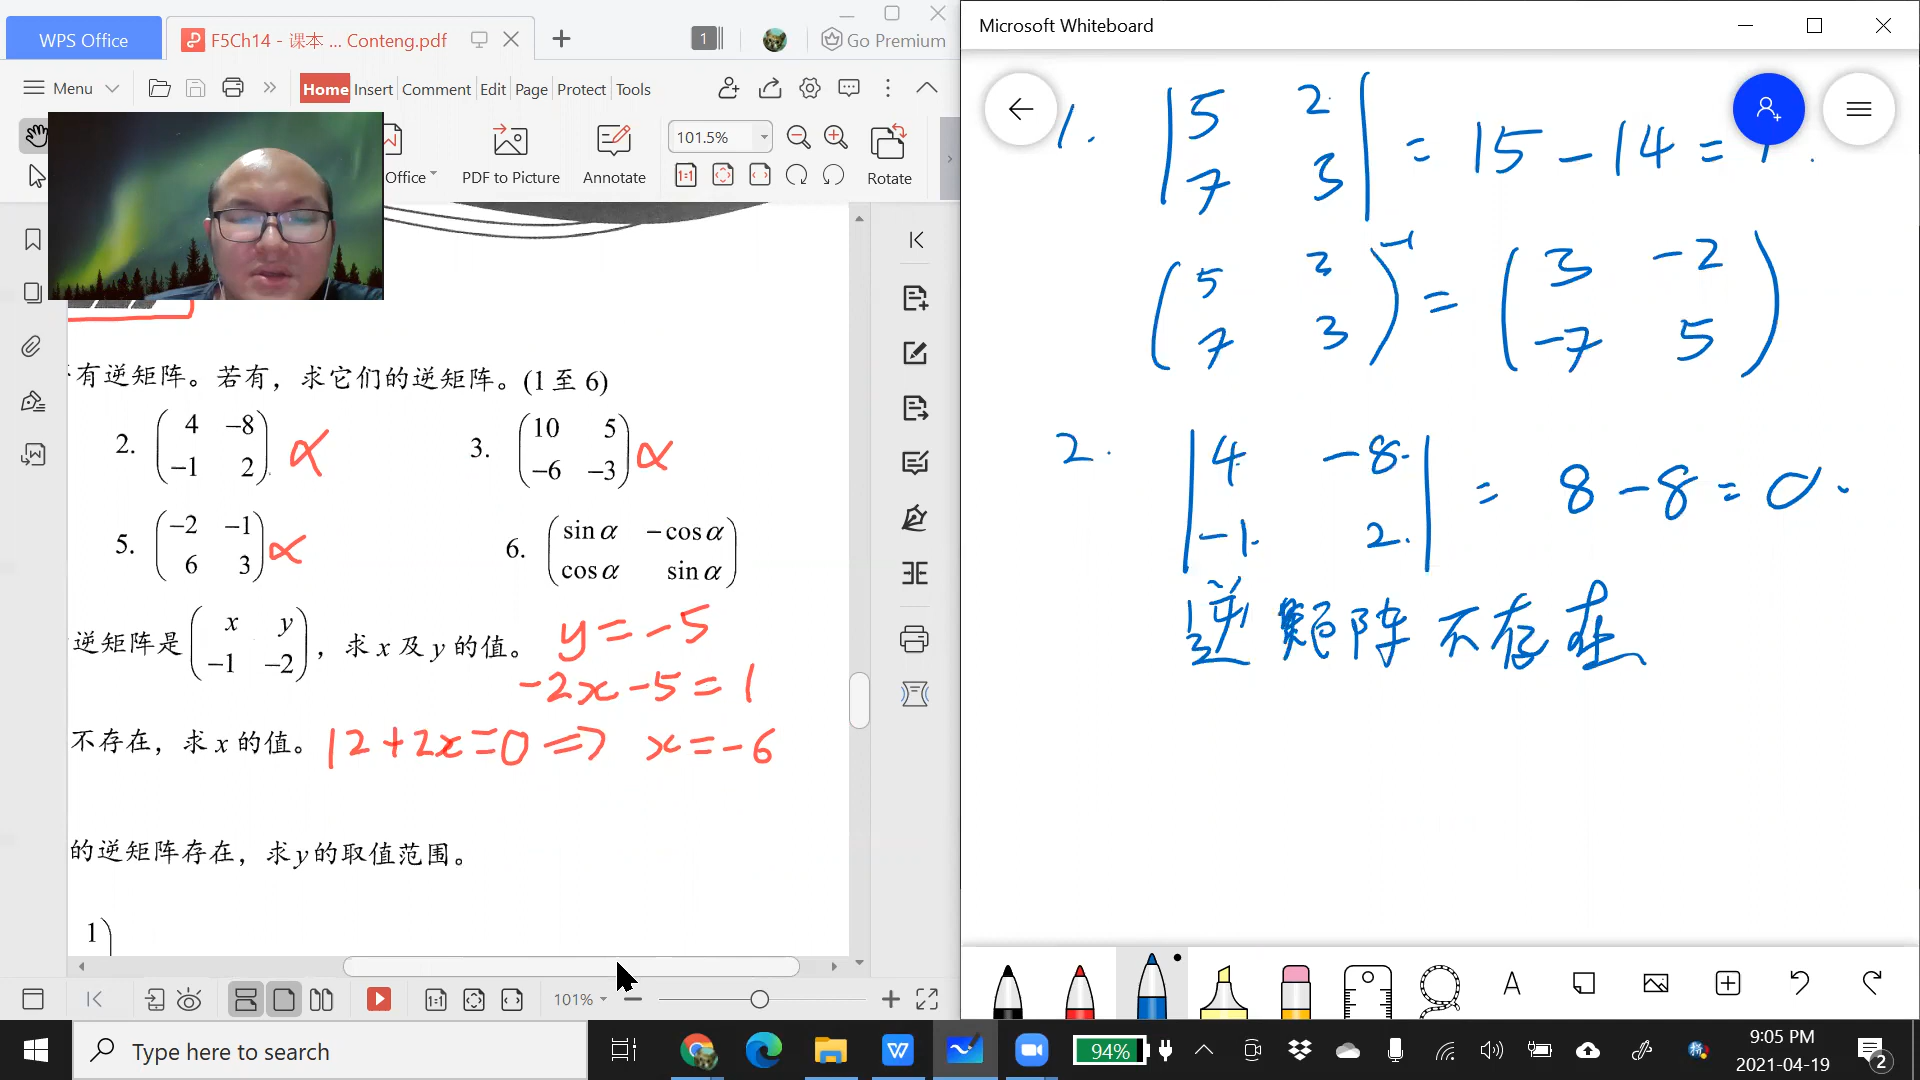 WPS Office
F5Ch14 - 课本 ... Conteng.pdf
1
Go Premium
Menu
Home Insert Comment Edit Page Protect Tools
Office
PDF to Picture
Annotate
101.5%
Rotate
有逆矩阵。若有，求它们的逆矩阵。(1 至 6)
2. (4 −8
−1 2) α
3. (10 5
−6 −3) α
5. (−2 −1
6 3) α
6. (sin α −cos α
cos α sin α)
逆矩阵是 (x y
−1 −2)，求 x 及 y 的值。
y = −5
−2x − 5 = 1
不存在，求 x 的值。 12 + 2x = 0 ⇒ x = −6
的逆矩阵存在，求 y 的取值范围。
1)
101%
Microsoft Whiteboard
1. |5 2
7 3| = 15 − 14 = 1.
(5 2
7 3)⁻¹ = (3 −2
−7 5)
2. |4 −8
−1 2| = 8 − 8 = 0.
逆矩阵不存在
Type here to search
94%
9:05 PM
2021-04-19
2